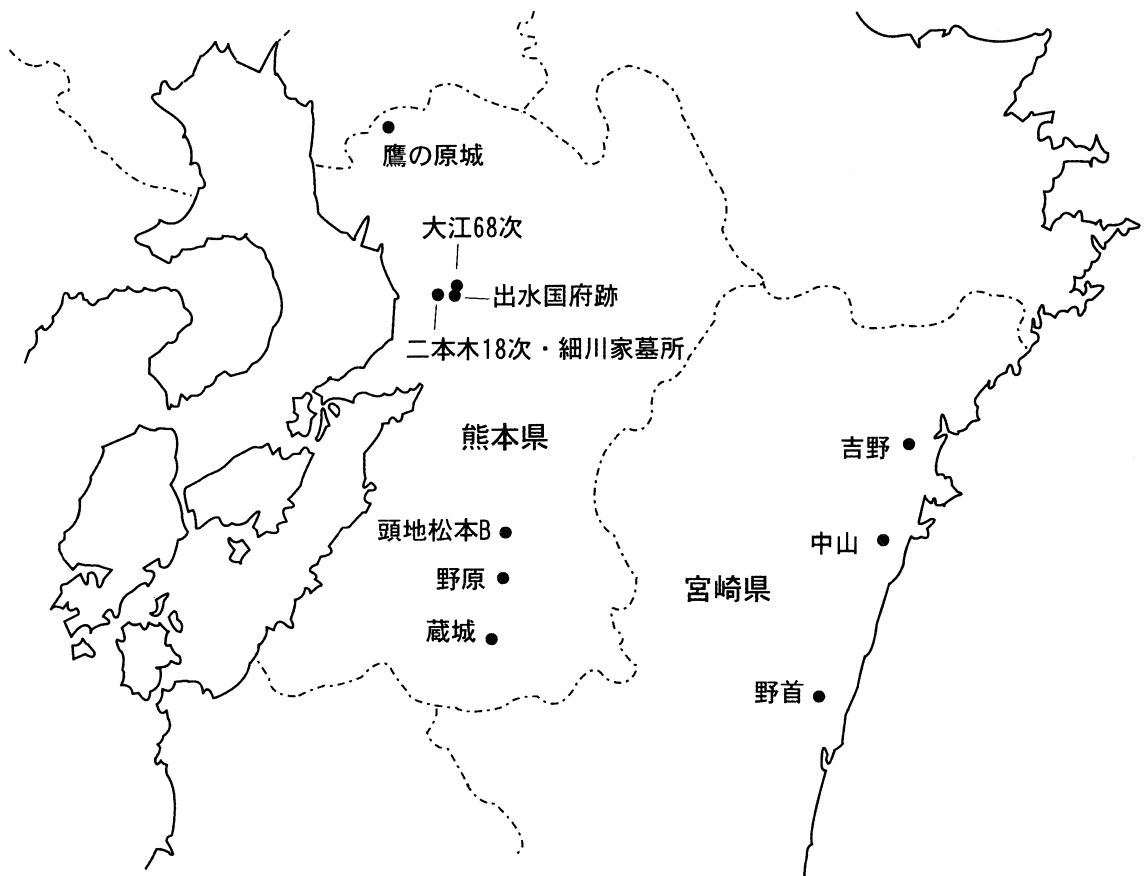 鷹の原城
大江68次
出水国府跡
二本木18次・細川家墓所
熊本県
吉野
頭地松本B
中山
野原
宮崎県
蔵城
野首